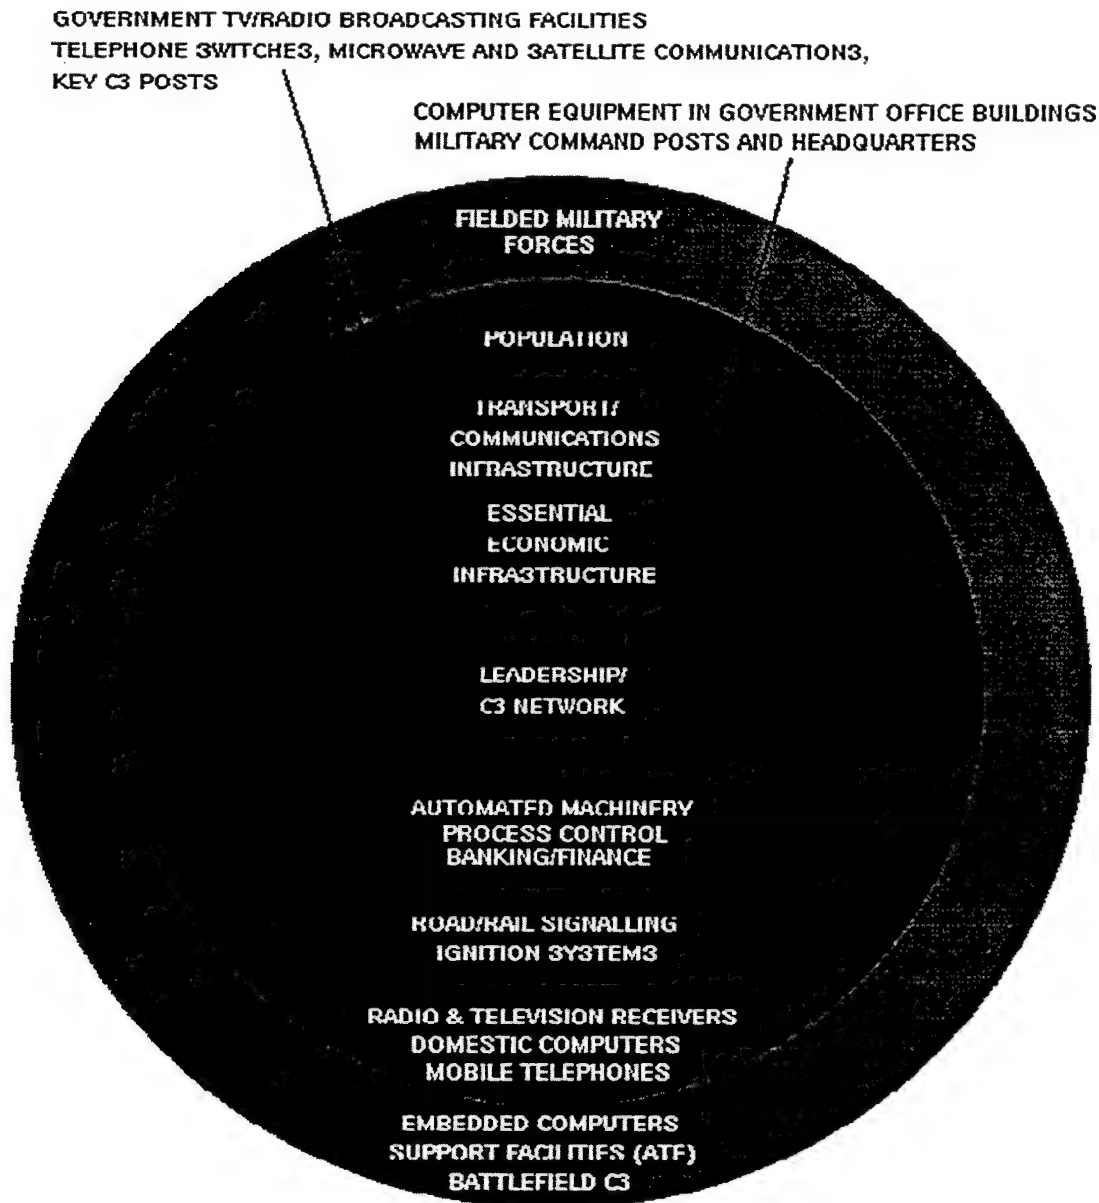 GOVERNMENT TV/RADIO BROADCASTING FACILITIES
TELEPHONE SWITCHES, MICROWAVE AND SATELLITE COMMUNICATIONS,
KEY C3 POSTS
COMPUTER EQUIPMENT IN GOVERNMENT OFFICE BUILDINGS
MILITARY COMMAND POSTS AND HEADQUARTERS
FIELDED MILITARY
FORCES
POPULATION
TRANSPORT/
COMMUNICATIONS
INFRASTRUCTURE
ESSENTIAL
ECONOMIC
INFRASTRUCTURE
LEADERSHIP/
C3 NETWORK
AUTOMATED MACHINERY
PROCESS CONTROL
BANKING/FINANCE
ROAD/RAIL SIGNALLING
IGNITION SYSTEMS
RADIO & TELEVISION RECEIVERS
DOMESTIC COMPUTERS
MOBILE TELEPHONES
EMBEDDED COMPUTERS
SUPPORT FACILITIES (ATE)
BATTLEFIELD C3